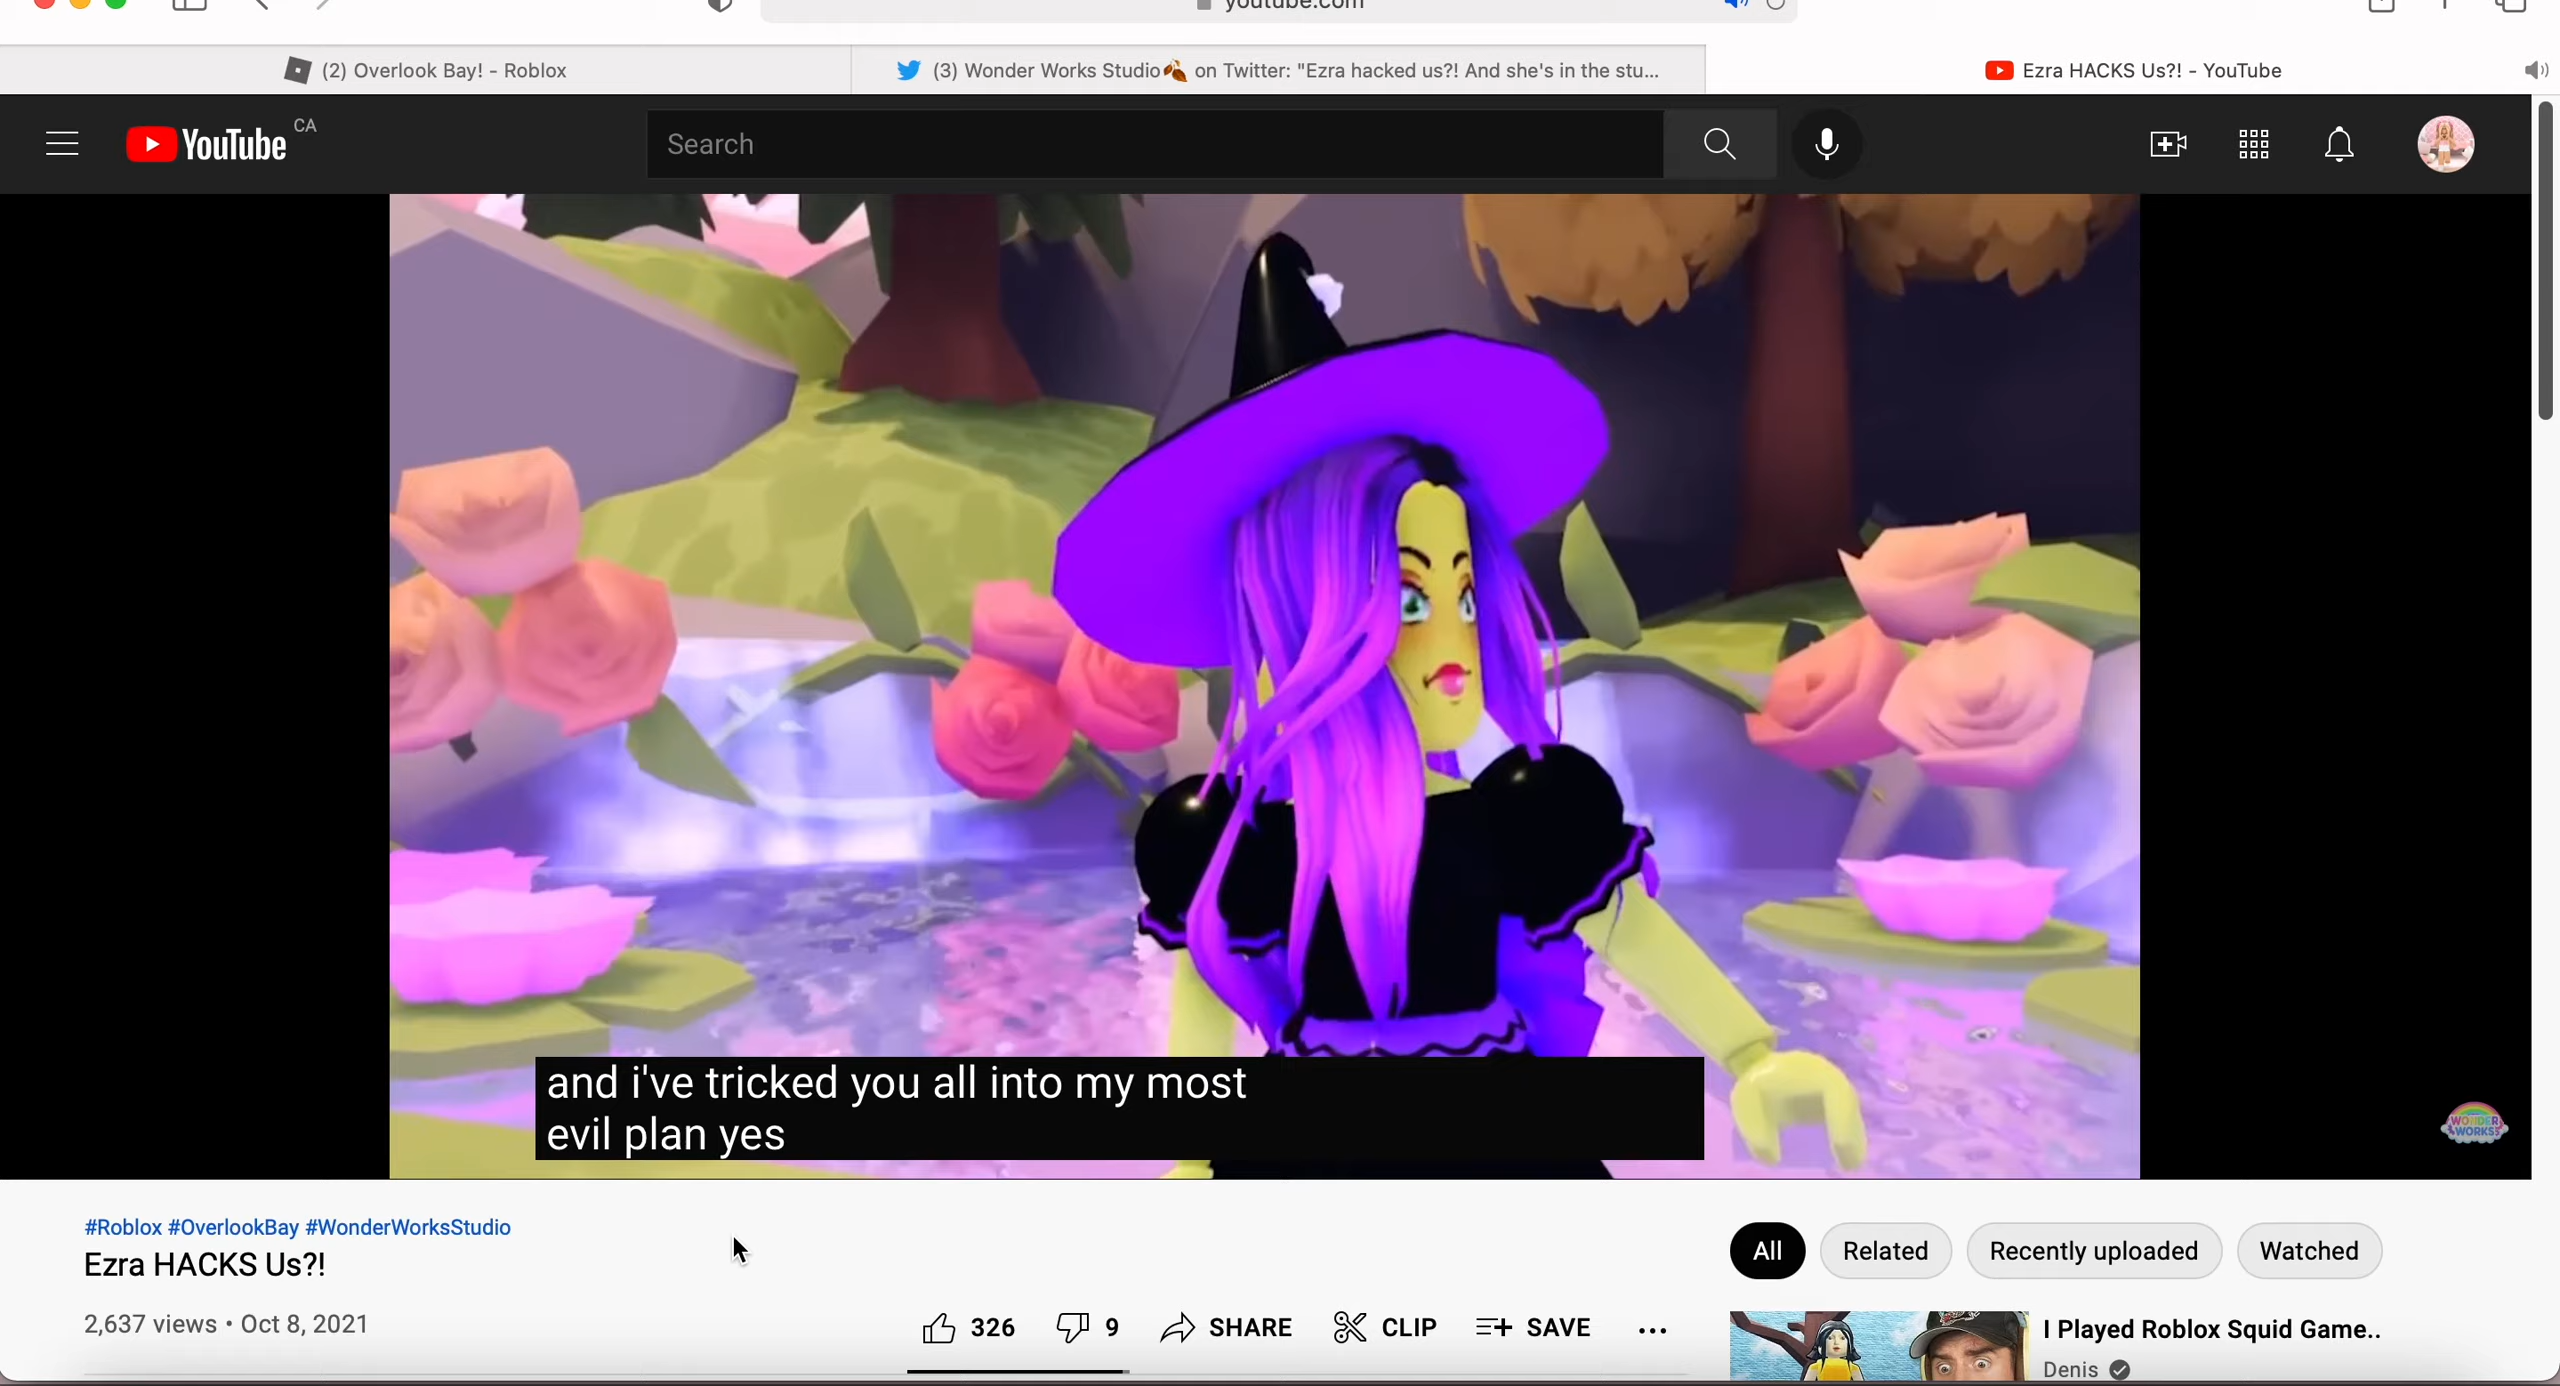 youtube.com
(2) Overlook Bay! - Roblox
(3) Wonder Works Studio🍂 on Twitter: "Ezra hacked us?! And she's in the stu...
Ezra HACKS Us?! - YouTube
YouTube CA
Search
and i've tricked you all into my most
evil plan yes
WONDER
WORKS
#Roblox #OverlookBay #WonderWorksStudio
Ezra HACKS Us?!
2,637 views • Oct 8, 2021
326 9 SHARE CLIP SAVE ...
All Related Recently uploaded Watched
I Played Roblox Squid Game..
Denis